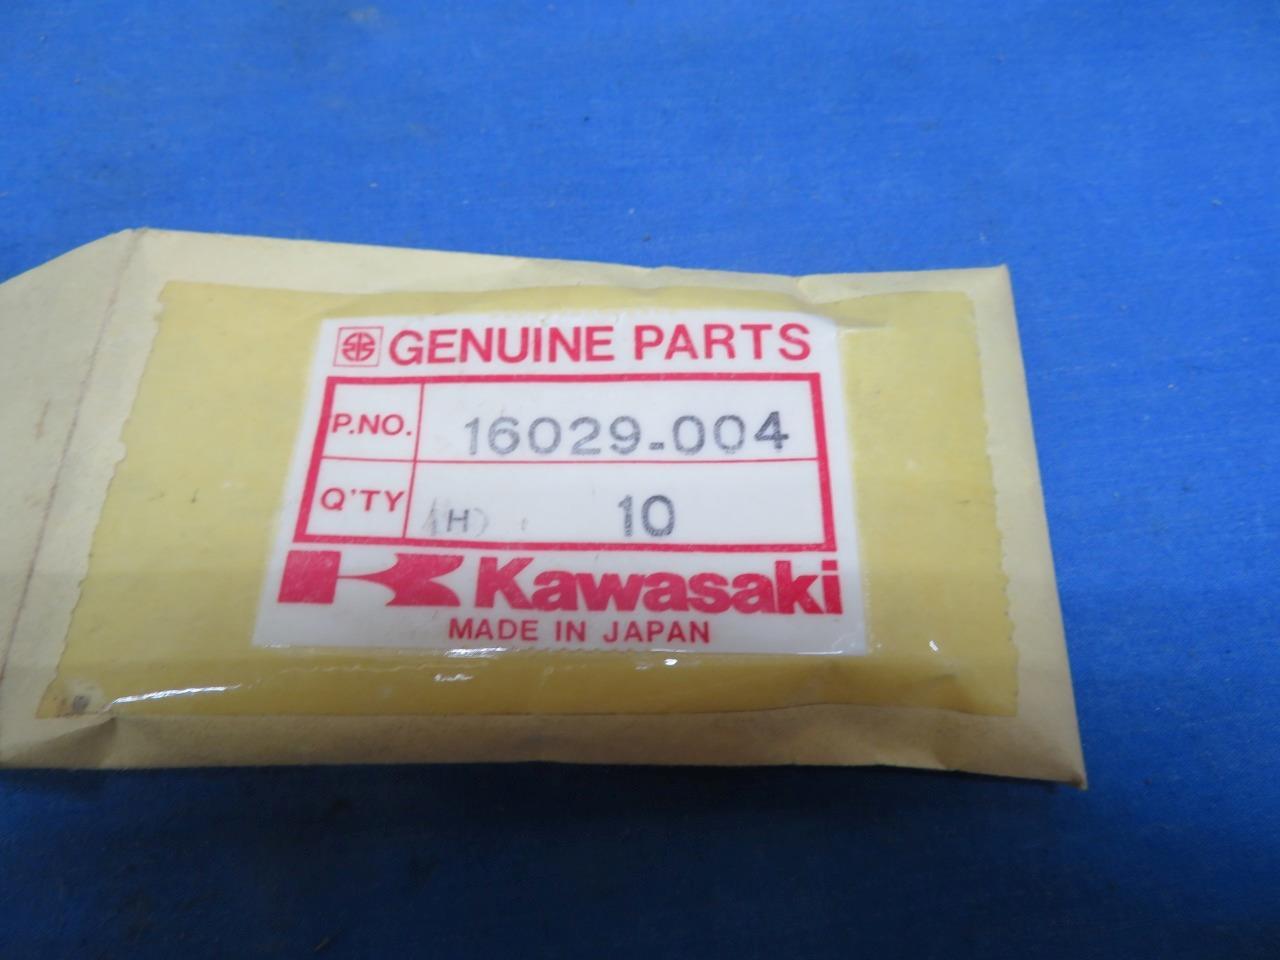 GENUINE PARTS
P.NO. 16029-004
Q'TY (H) 10
Kawasaki
MADE IN JAPAN